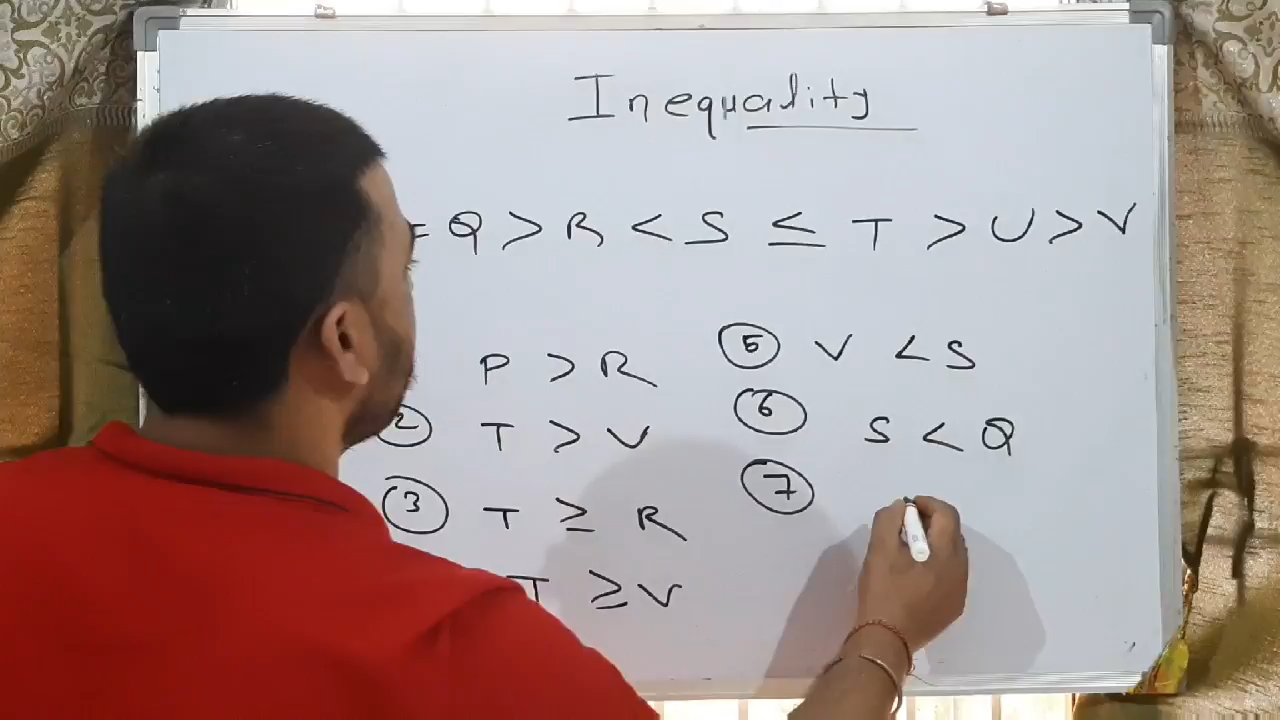 Inequality
= Q > R < S ≤ T > U > V
P > R
② T > V
③ T ≥ R
T ≥ V
⑤ V < S
⑥ S < Q
⑦